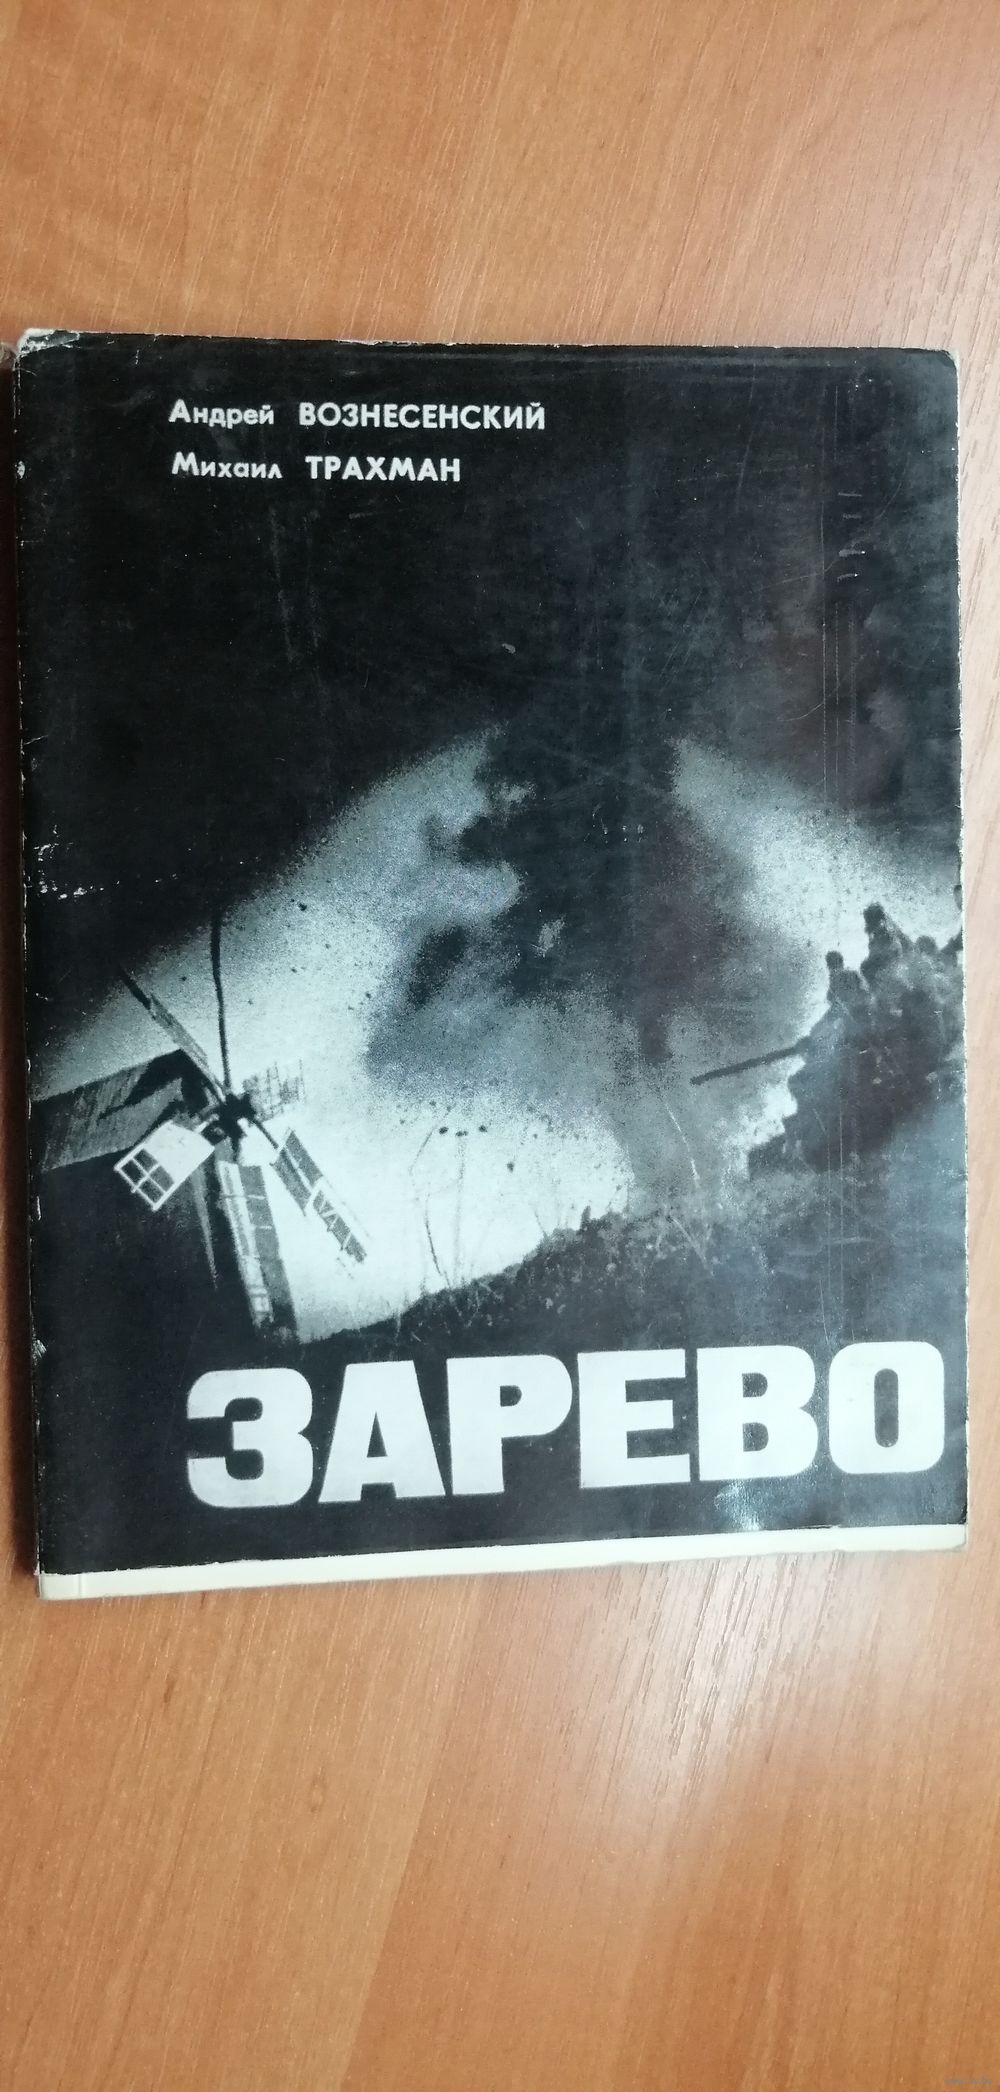 Андрей ВОЗНЕСЕНСКИЙ
Михаил ТРАХМАН
ЗАРЕВО